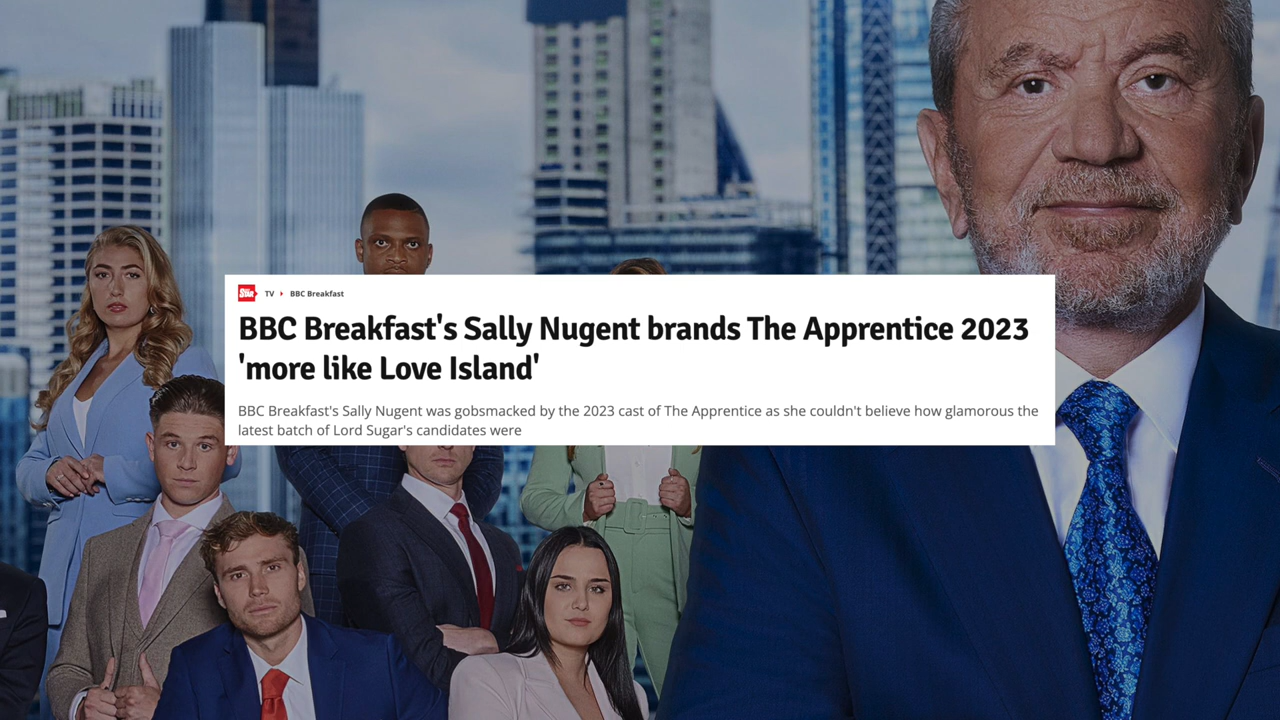 STAR
TV
BBC Breakfast
BBC Breakfast's Sally Nugent brands The Apprentice 2023
'more like Love Island'
BBC Breakfast's Sally Nugent was gobsmacked by the 2023 cast of The Apprentice as she couldn't believe how glamorous the
latest batch of Lord Sugar's candidates were